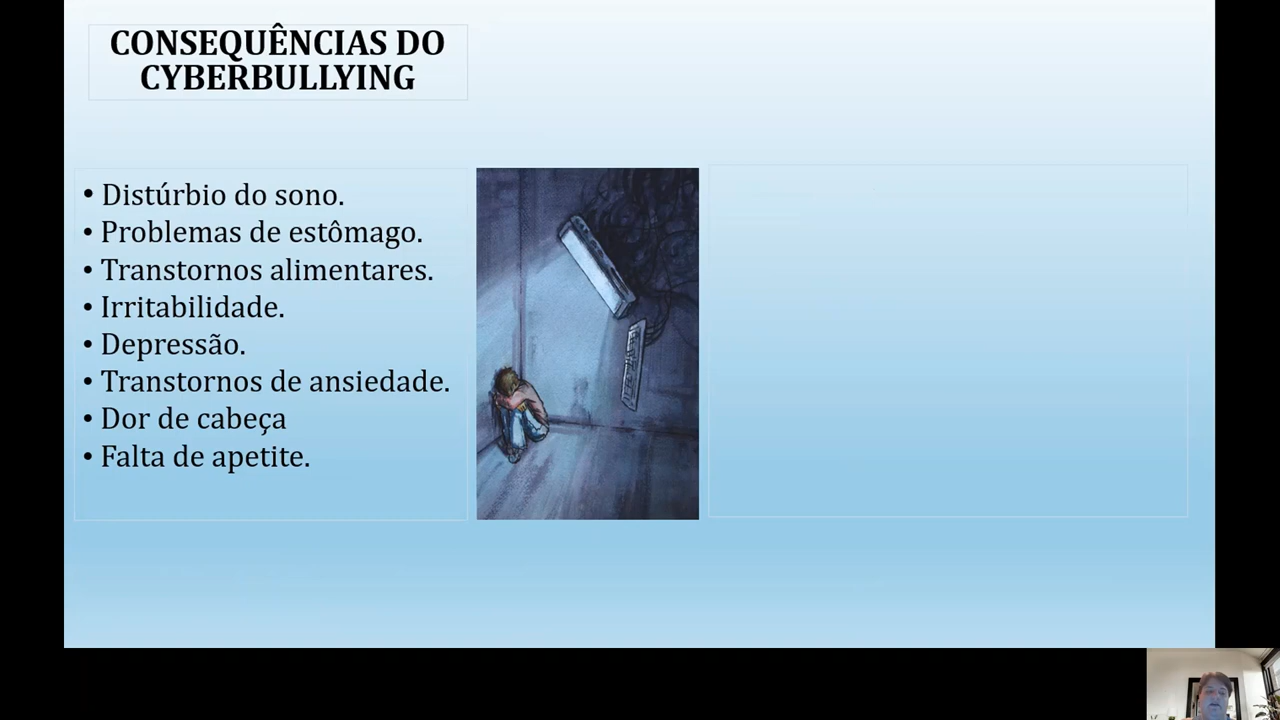 CONSEQUÊNCIAS DO
CYBERBULLYING
• Distúrbio do sono.
• Problemas de estômago.
• Transtornos alimentares.
• Irritabilidade.
• Depressão.
• Transtornos de ansiedade.
• Dor de cabeça
• Falta de apetite.